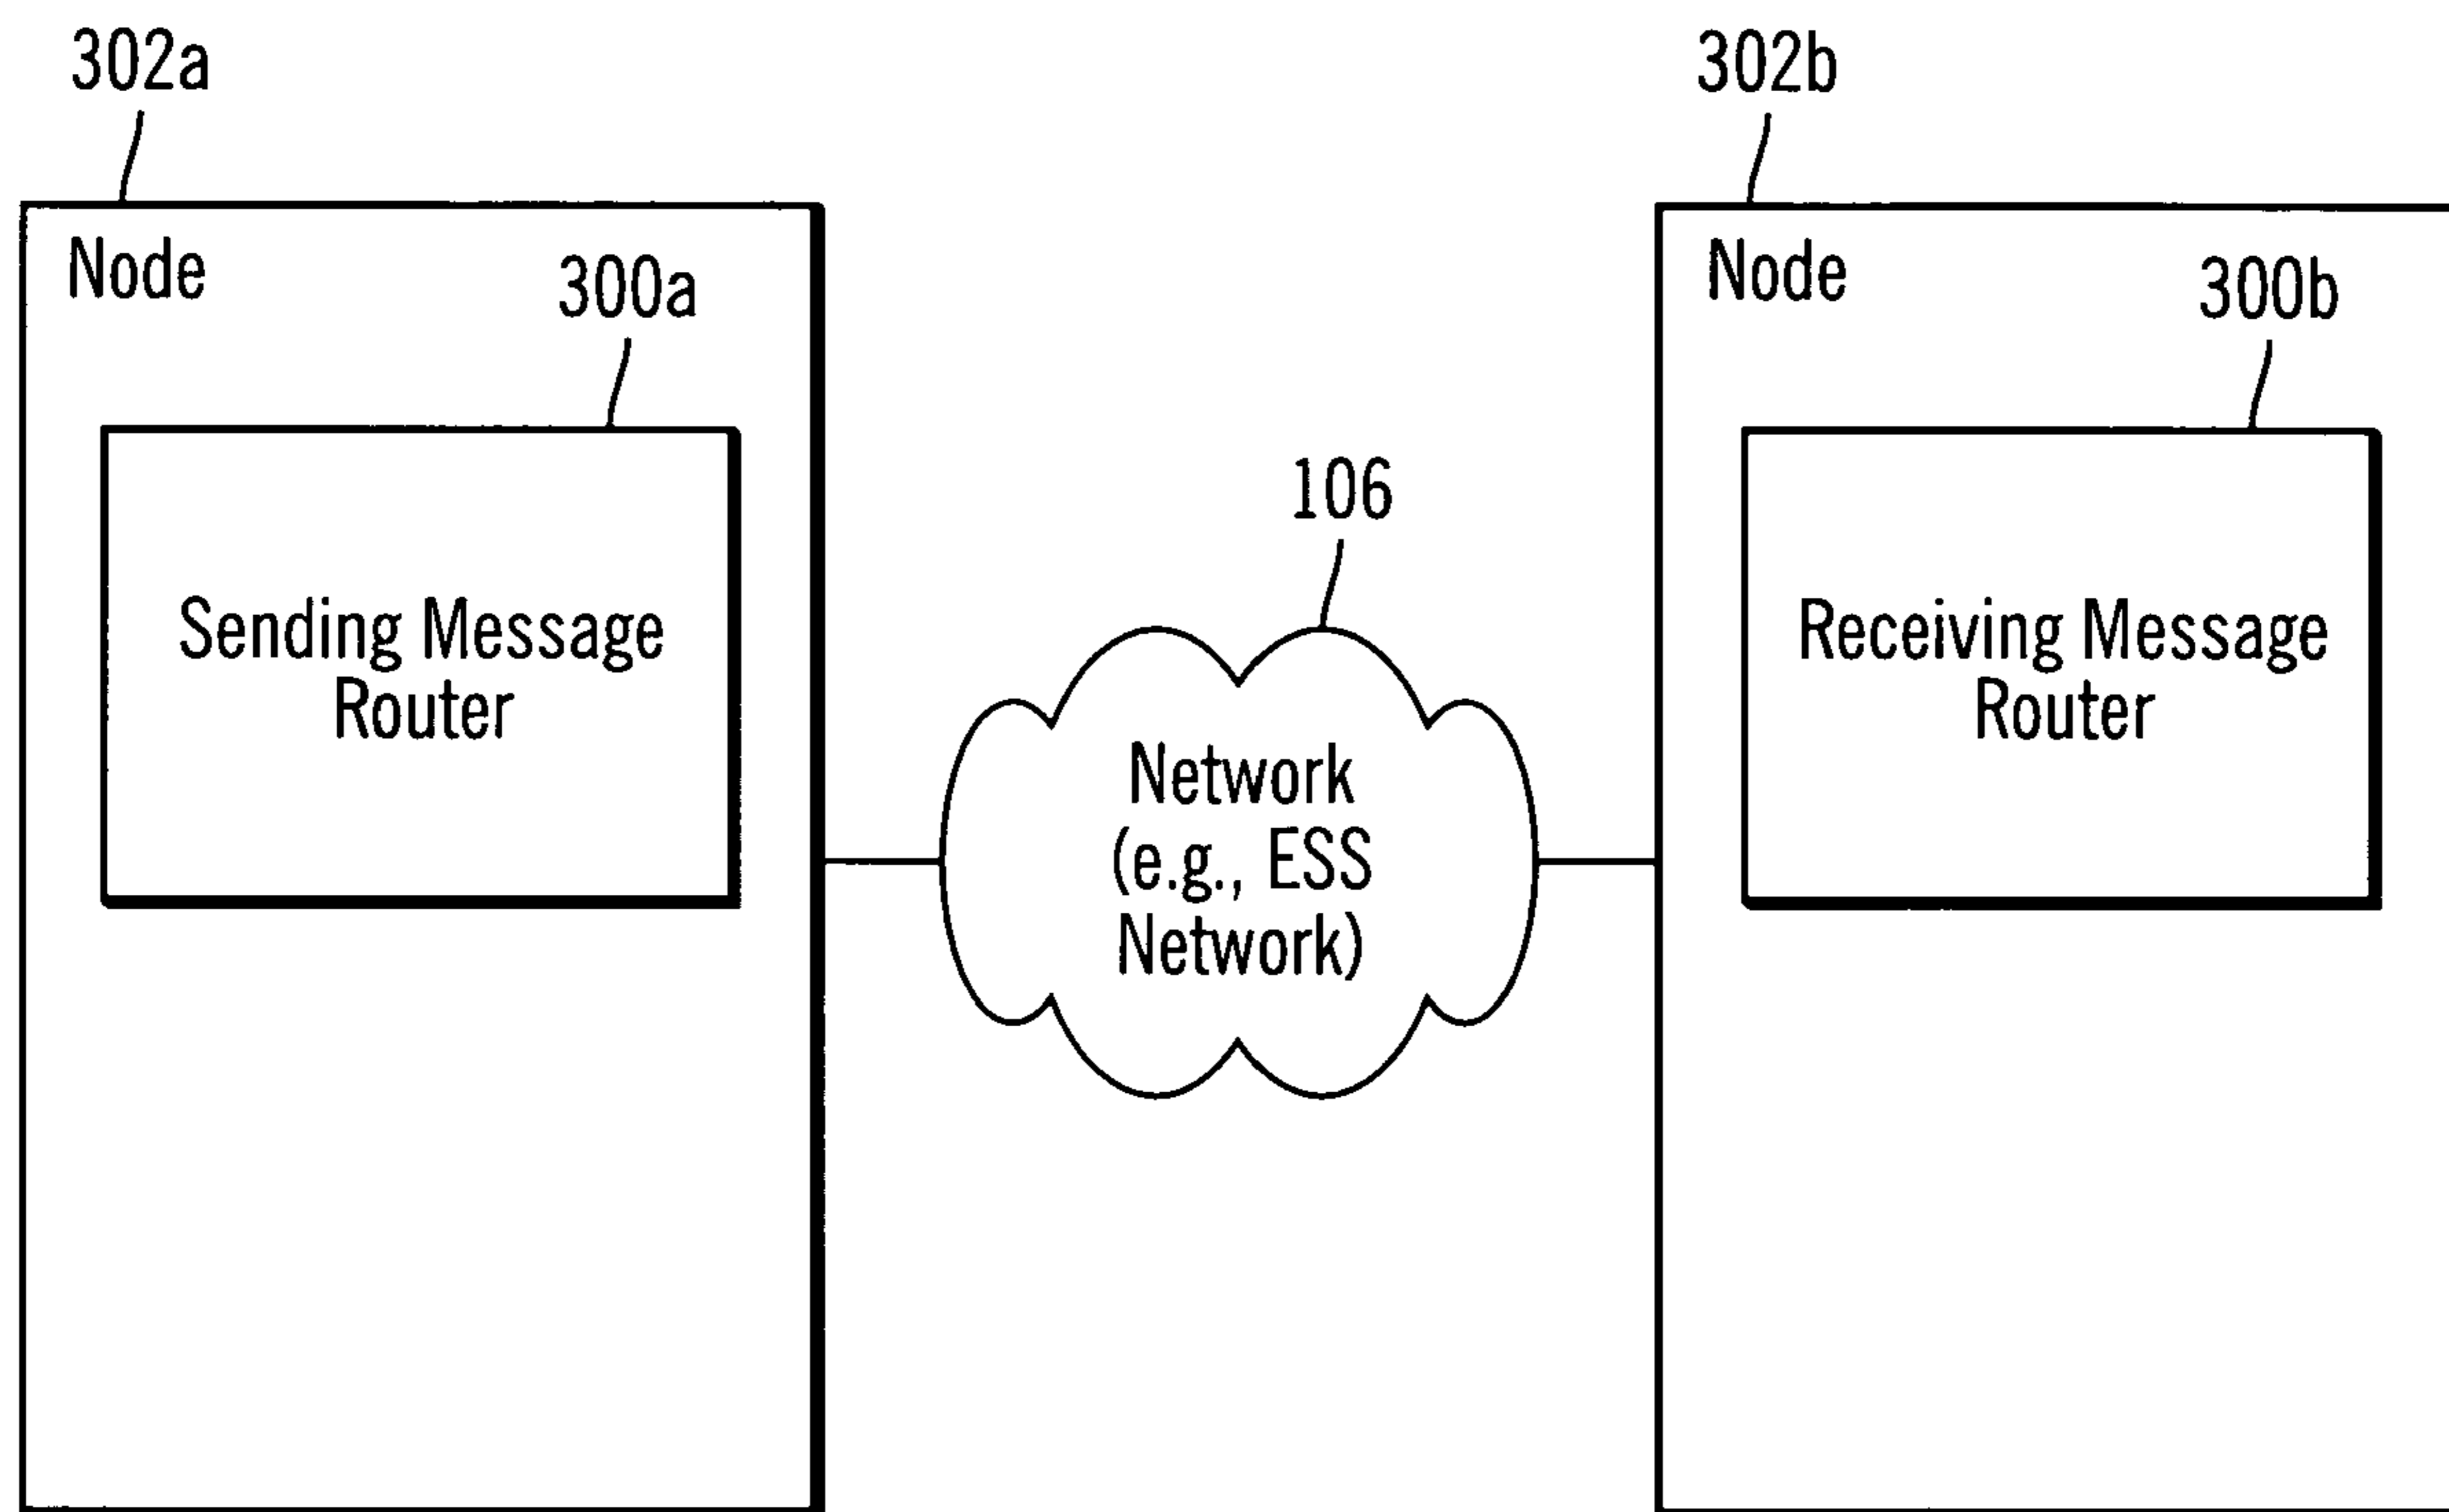 302a
302b
Node
300a
Node
300b
106
Sending Message
Router
Receiving Message
Router
Network
(e.g., ESS
Network)